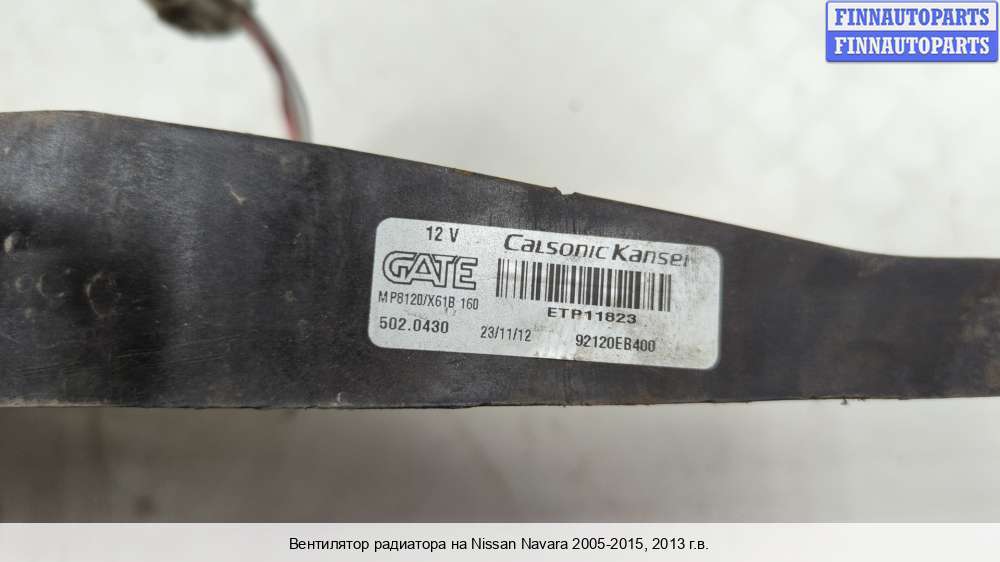 FINNAUTOPARTS
FINNAUTOPARTS
12 V
CALSONIC KANSEI
GATE
MP8120/X61B 160
ETP11823
502.0430
23/11/12
92120EB400
Вентилятор радиатора на Nissan Navara 2005-2015, 2013 г.в.